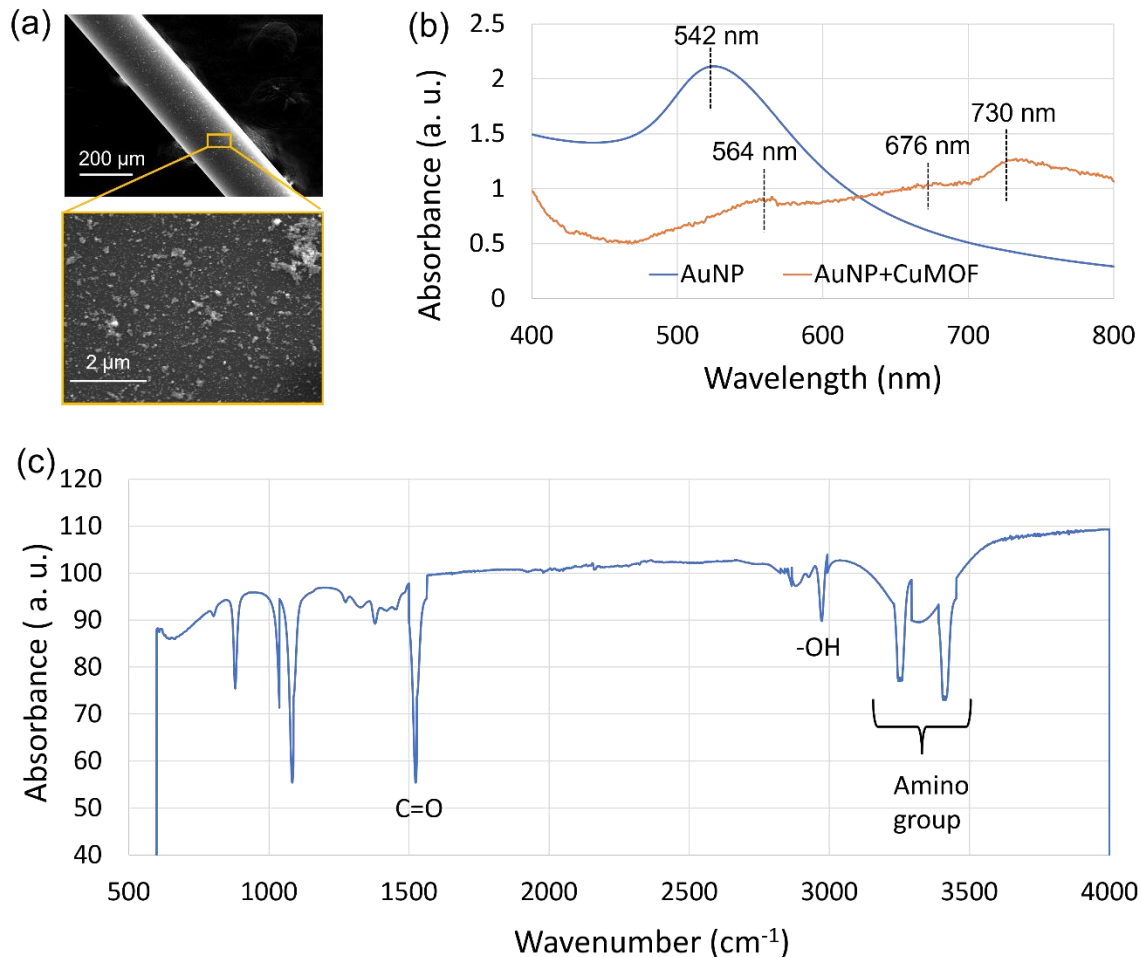 (a)
200 µm
2 µm
(b)
2.5
2
1.5
1
0.5
0
542 nm
564 nm
676 nm
730 nm
AuNP
AuNP+CuMOF
400
500
600
700
800
Absorbance (a. u.)
Wavelength (nm)
(c)
120
110
100
90
80
70
60
50
40
C=O
-OH
Amino
group
500
1000
1500
2000
2500
3000
3500
4000
Absorbance ( a. u.)
Wavenumber (cm⁻¹)